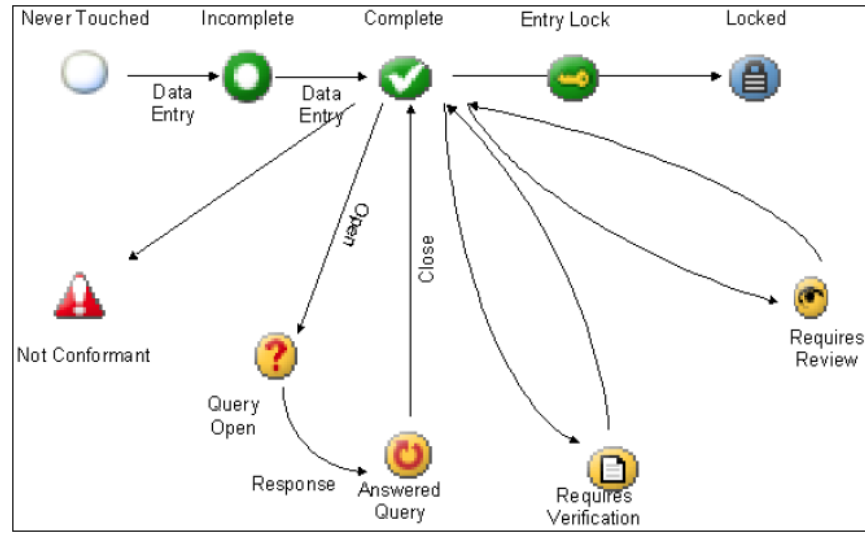 Never Touched
Incomplete
Complete
Entry Lock
Locked
Data
Entry
Data
Entry
Open
Close
Not Conformant
Query
Open
Response
Answered
Query
Requires
Verification
Requires
Review